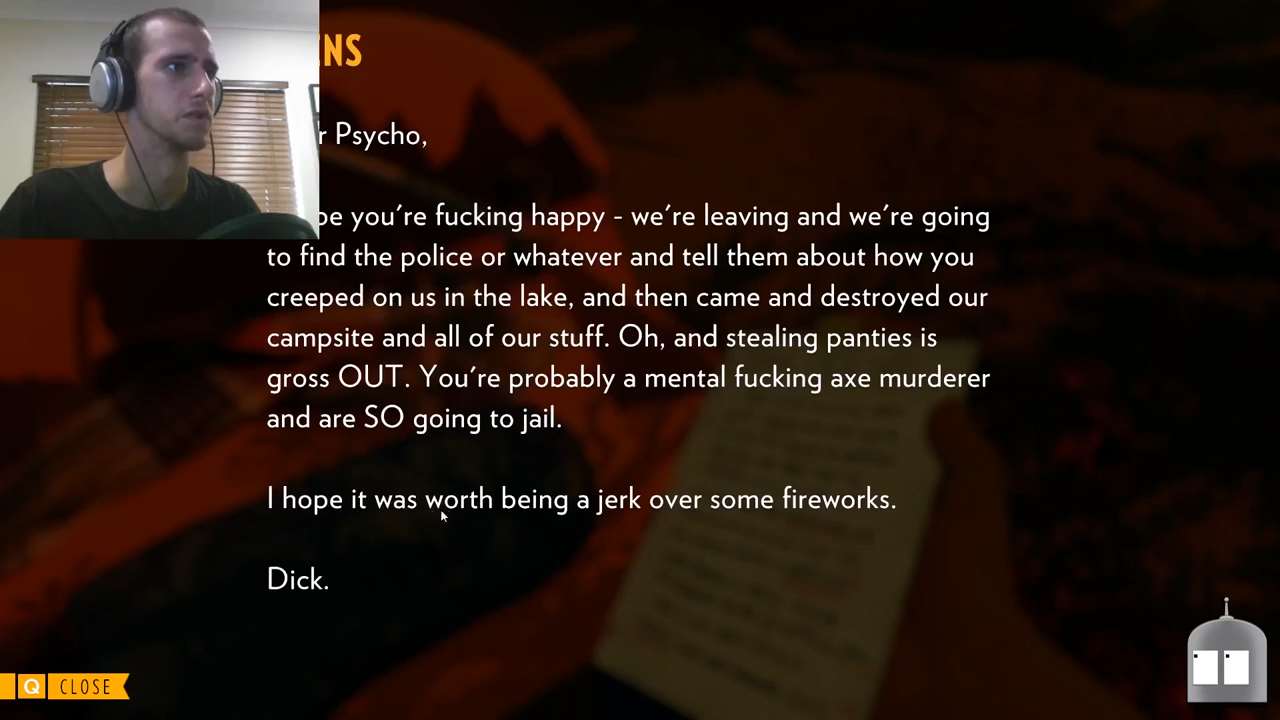 NS
r Psycho,
pe you're fucking happy - we're leaving and we're going
to find the police or whatever and tell them about how you
creeped on us in the lake, and then came and destroyed our
campsite and all of our stuff. Oh, and stealing panties is
gross OUT. You're probably a mental fucking axe murderer
and are SO going to jail.
I hope it was worth being a jerk over some fireworks.
Dick.
Q CLOSE